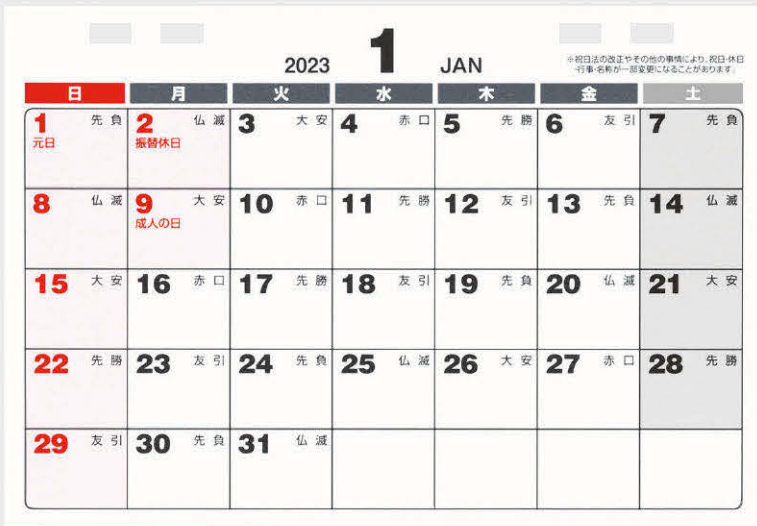 2023 1 JAN
※祝日法の改正やその他の事情により、祝日・休日
・行事・名称が一部変更になることがあります。
日 月 火 水 木 金 土
1 先負 2 仏滅 3 大安 4 赤口 5 先勝 6 友引 7 先負
元日 振替休日
8 仏滅 9 大安 10 赤口 11 先勝 12 友引 13 先負 14 仏滅
成人の日
15 大安 16 赤口 17 先勝 18 友引 19 先負 20 仏滅 21 大安
22 先勝 23 友引 24 先負 25 仏滅 26 大安 27 赤口 28 先勝
29 友引 30 先負 31 仏滅